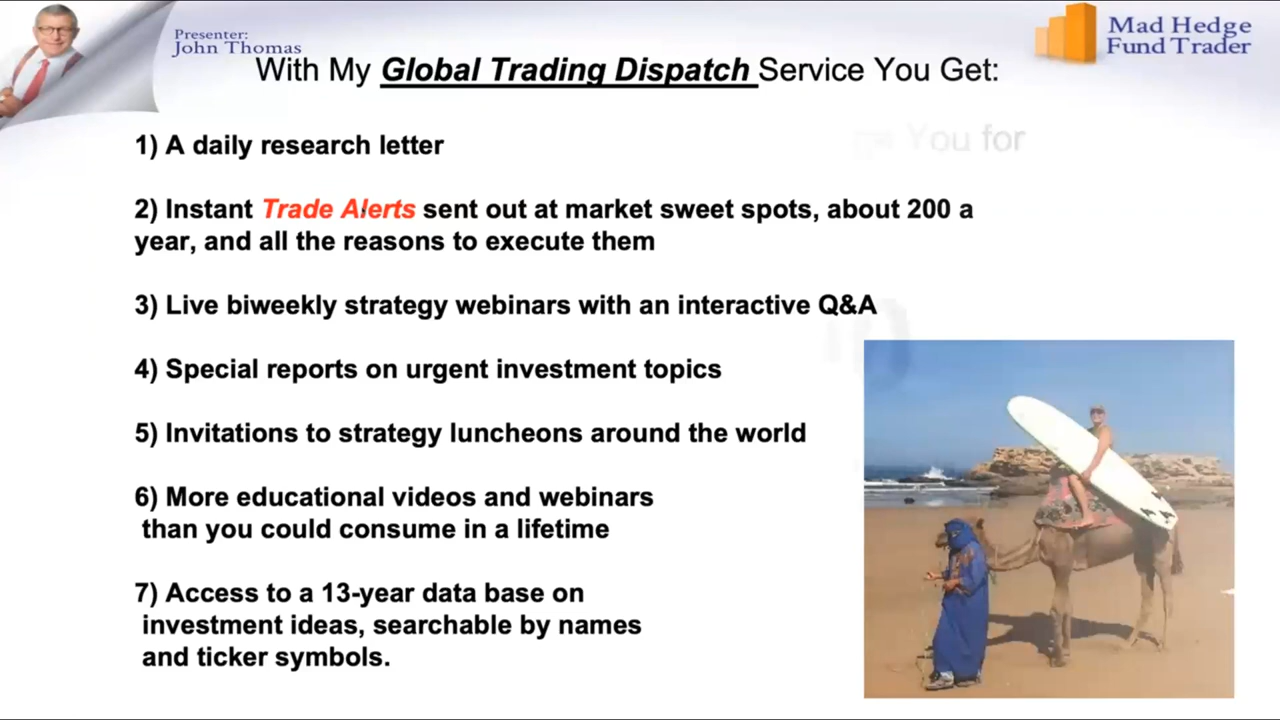 Presenter:
John Thomas
Mad Hedge
Fund Trader
With My Global Trading Dispatch Service You Get:
1) A daily research letter
You for
2) Instant Trade Alerts sent out at market sweet spots, about 200 a
year, and all the reasons to execute them
3) Live biweekly strategy webinars with an interactive Q&A
4) Special reports on urgent investment topics
5) Invitations to strategy luncheons around the world
6) More educational videos and webinars
than you could consume in a lifetime
7) Access to a 13-year data base on
investment ideas, searchable by names
and ticker symbols.